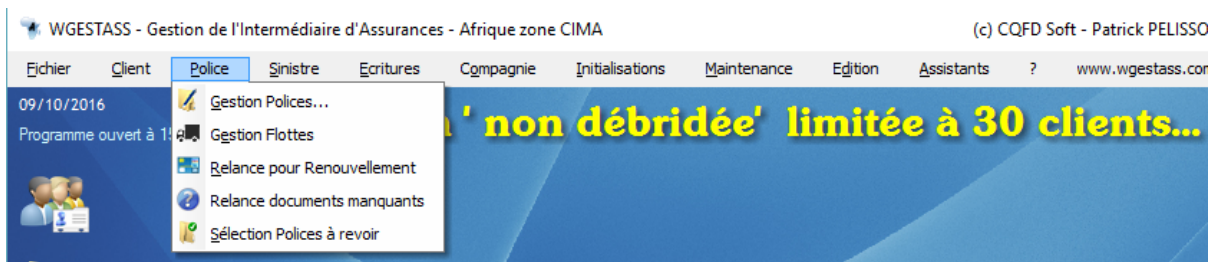 WGESTASS - Gestion de l'Intermédiaire d'Assurances - Afrique zone CIMA (c) CQFD Soft - Patrick PELISSO
Fichier Client Police Sinistre Ecritures Compagnie Initialisations Maintenance Edition Assistants ? www.wgestass.com
09/10/2016
Programme ouvert à 15
' non débridée' limitée à 30 clients...
Gestion Polices...
Gestion Flottes
Relance pour Renouvellement
Relance documents manquants
Sélection Polices à revoir